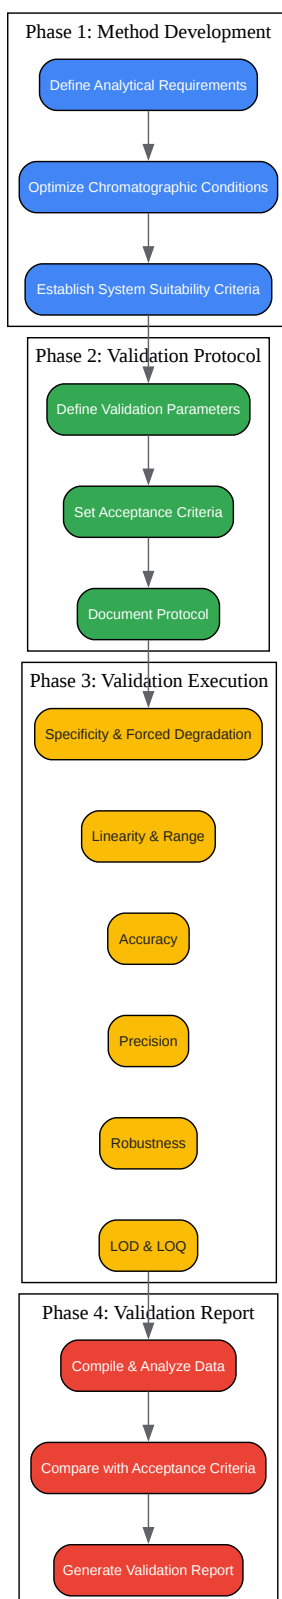 Phase 1: Method Development
Define Analytical Requirements
Optimize Chromatographic Conditions
Establish System Suitability Criteria
Phase 2: Validation Protocol
Define Validation Parameters
Set Acceptance Criteria
Document Protocol
Phase 3: Validation Execution
Specificity & Forced Degradation
Linearity & Range
Accuracy
Precision
Robustness
LOD & LOQ
Phase 4: Validation Report
Compile & Analyze Data
Compare with Acceptance Criteria
Generate Validation Report